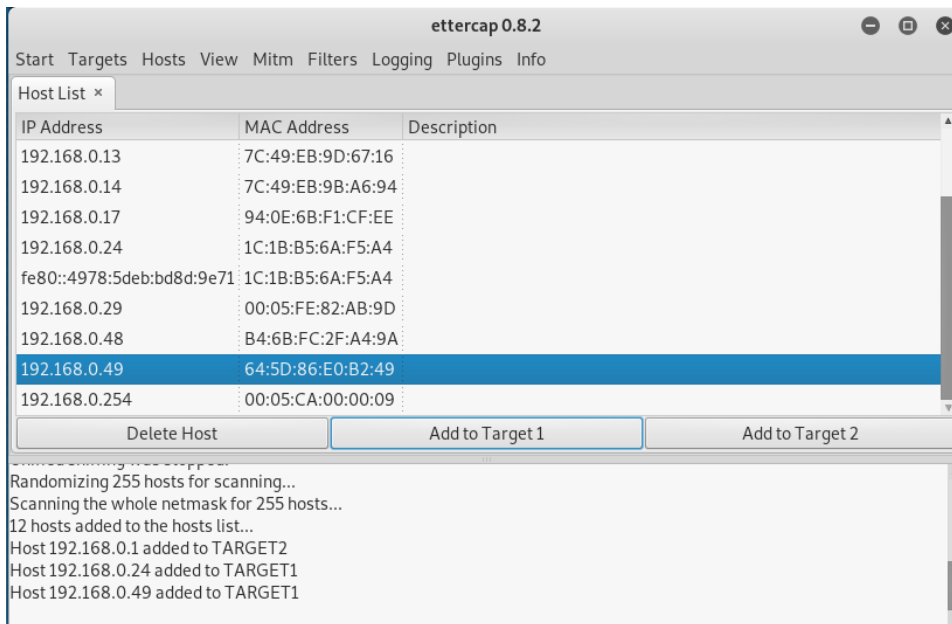 ettercap 0.8.2
Start Targets Hosts View Mitm Filters Logging Plugins Info
Host List ×
IP Address MAC Address Description
192.168.0.13 7C:49:EB:9D:67:16
192.168.0.14 7C:49:EB:9B:A6:94
192.168.0.17 94:0E:6B:F1:CF:EE
192.168.0.24 1C:1B:B5:6A:F5:A4
fe80::4978:5deb:bd8d:9e71 1C:1B:B5:6A:F5:A4
192.168.0.29 00:05:FE:82:AB:9D
192.168.0.48 B4:6B:FC:2F:A4:9A
192.168.0.49 64:5D:86:E0:B2:49
192.168.0.254 00:05:CA:00:00:09
Delete Host Add to Target 1 Add to Target 2
Randomizing 255 hosts for scanning...
Scanning the whole netmask for 255 hosts...
12 hosts added to the hosts list...
Host 192.168.0.1 added to TARGET2
Host 192.168.0.24 added to TARGET1
Host 192.168.0.49 added to TARGET1